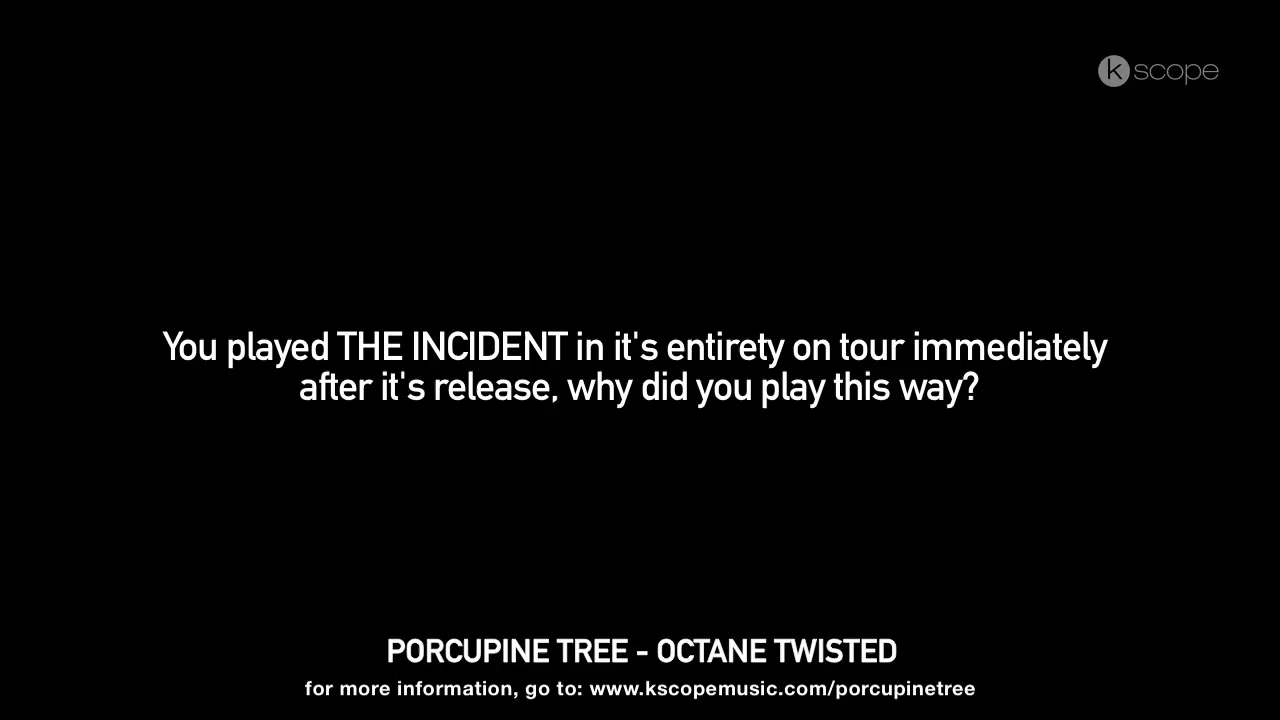 kscope
You played THE INCIDENT in it's entirety on tour immediately
after it's release, why did you play this way?
PORCUPINE TREE - OCTANE TWISTED
for more information, go to: www.kscopemusic.com/porcupinetree